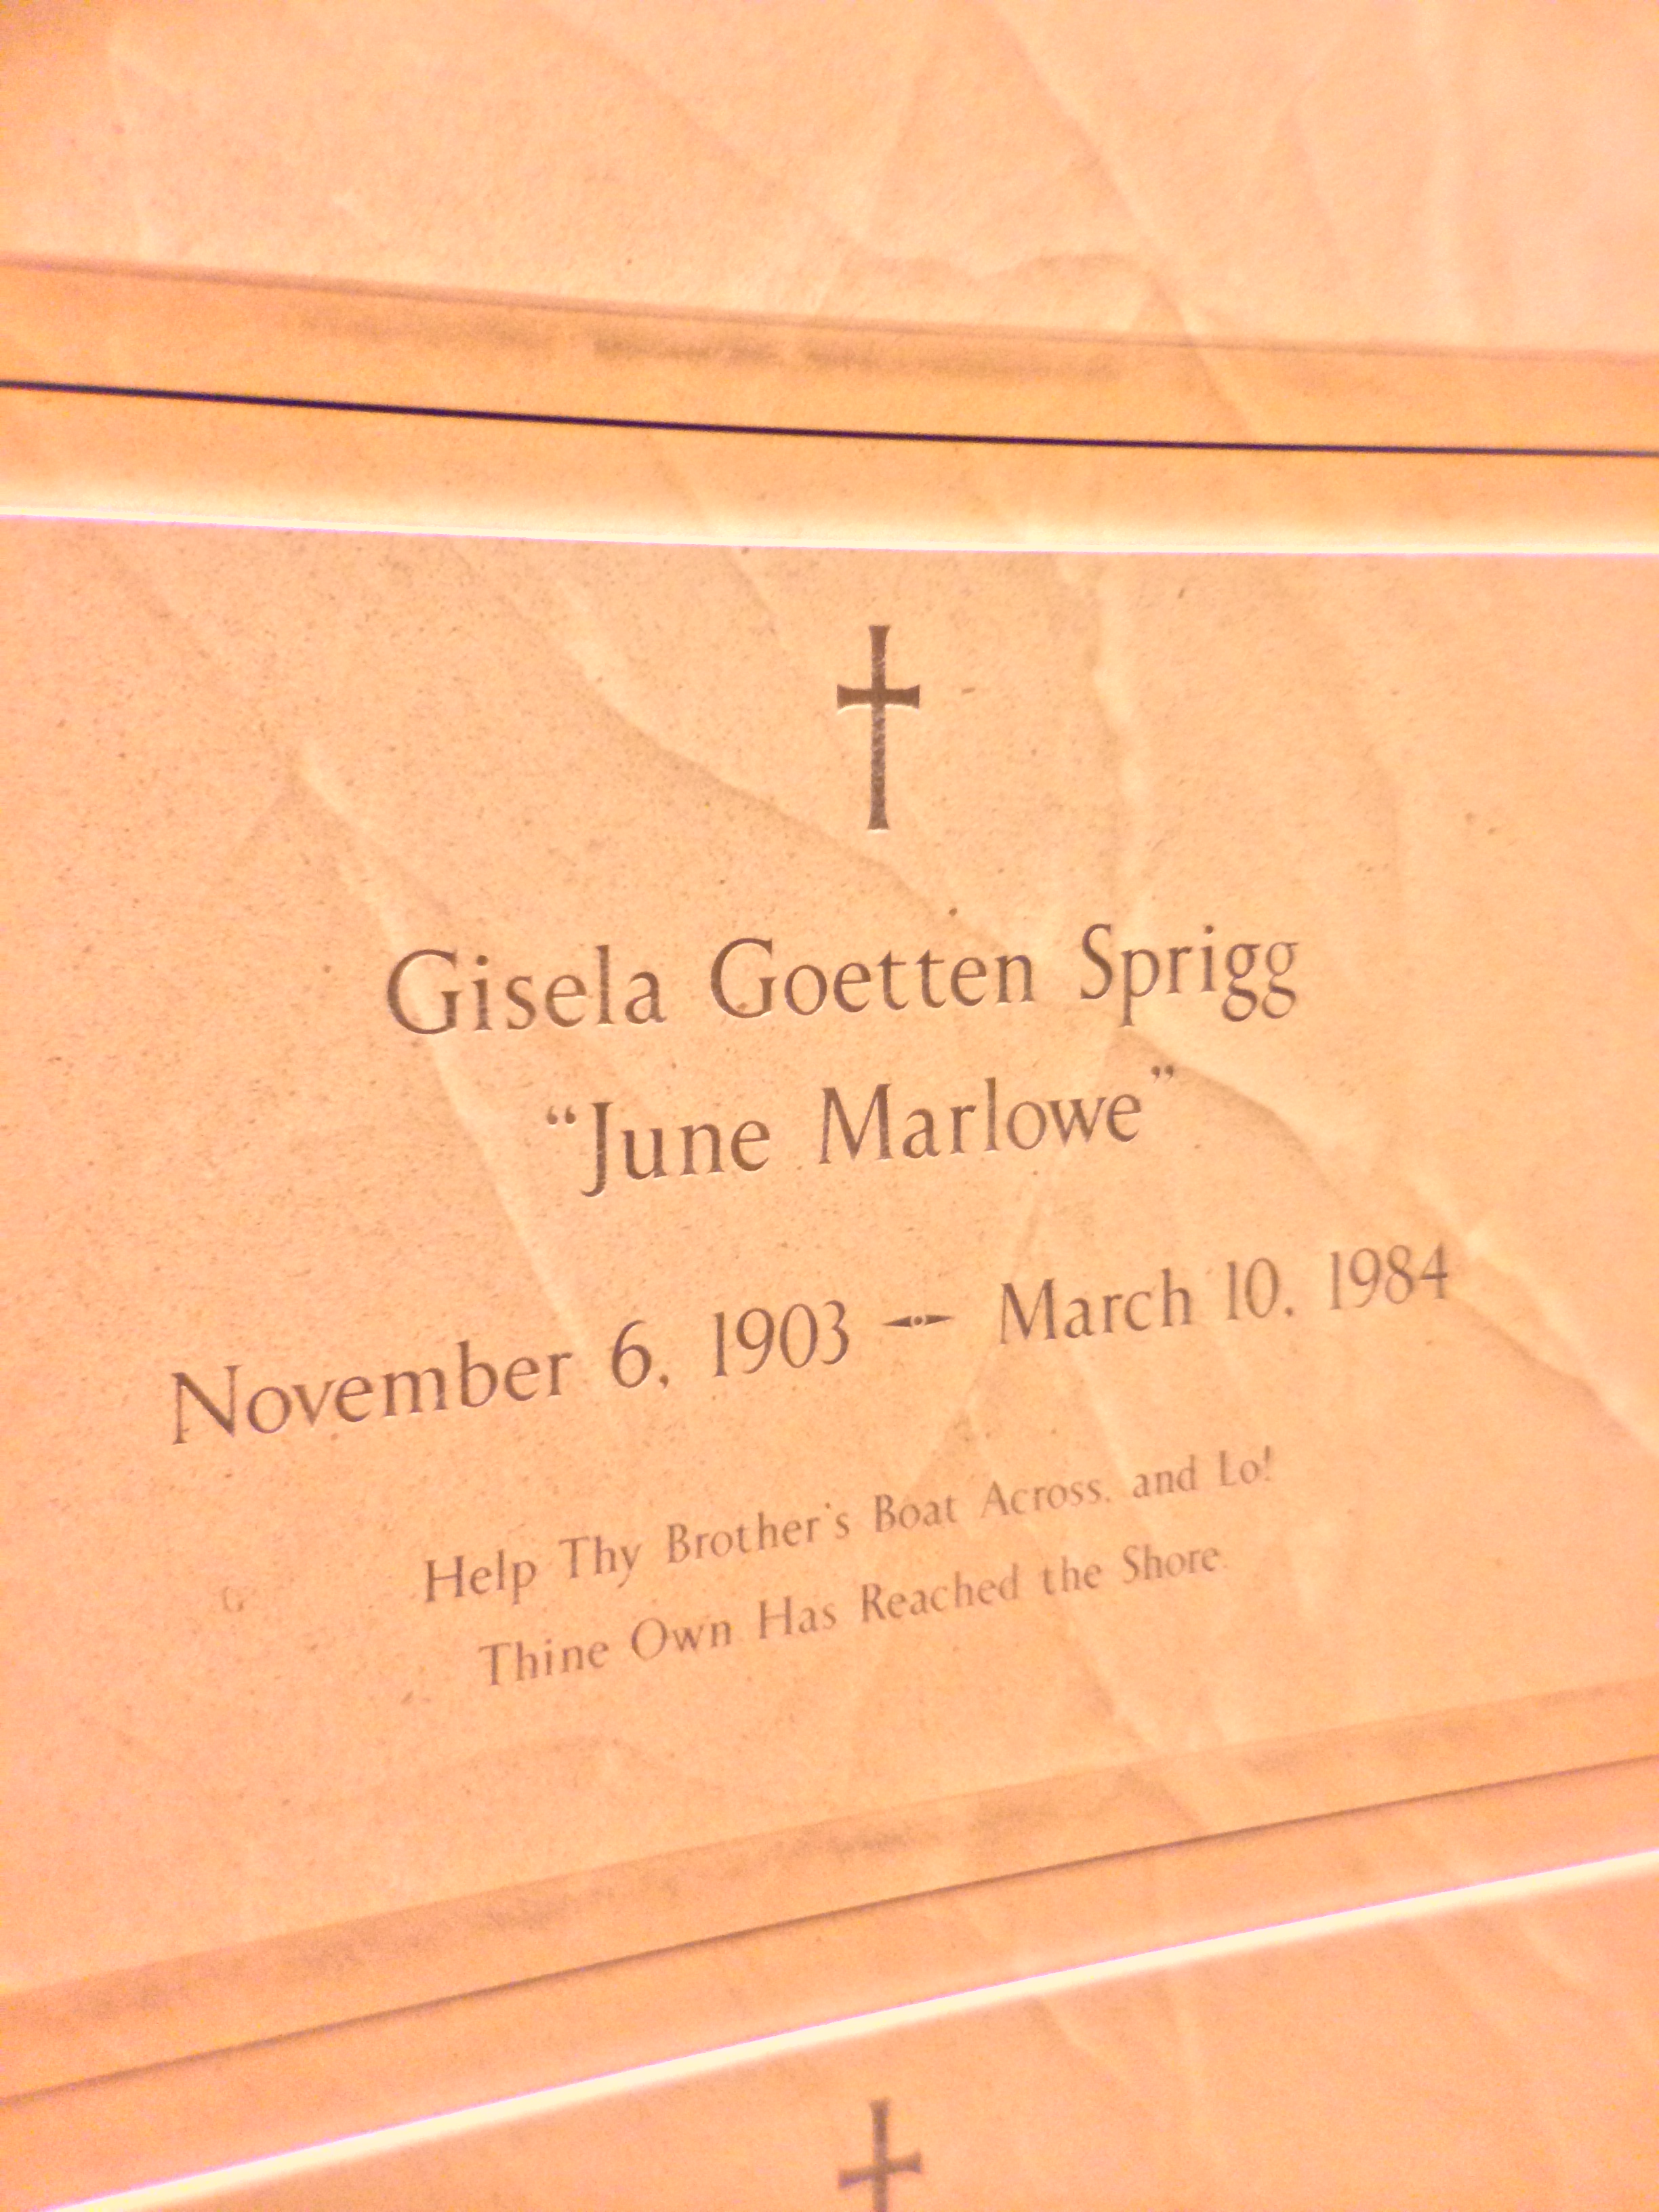 Gisela Goetten Sprigg
“June Marlowe”
November 6, 1903 — March 10, 1984
Help Thy Brother's Boat Across, and Lo!
Thine Own Has Reached the Shore.